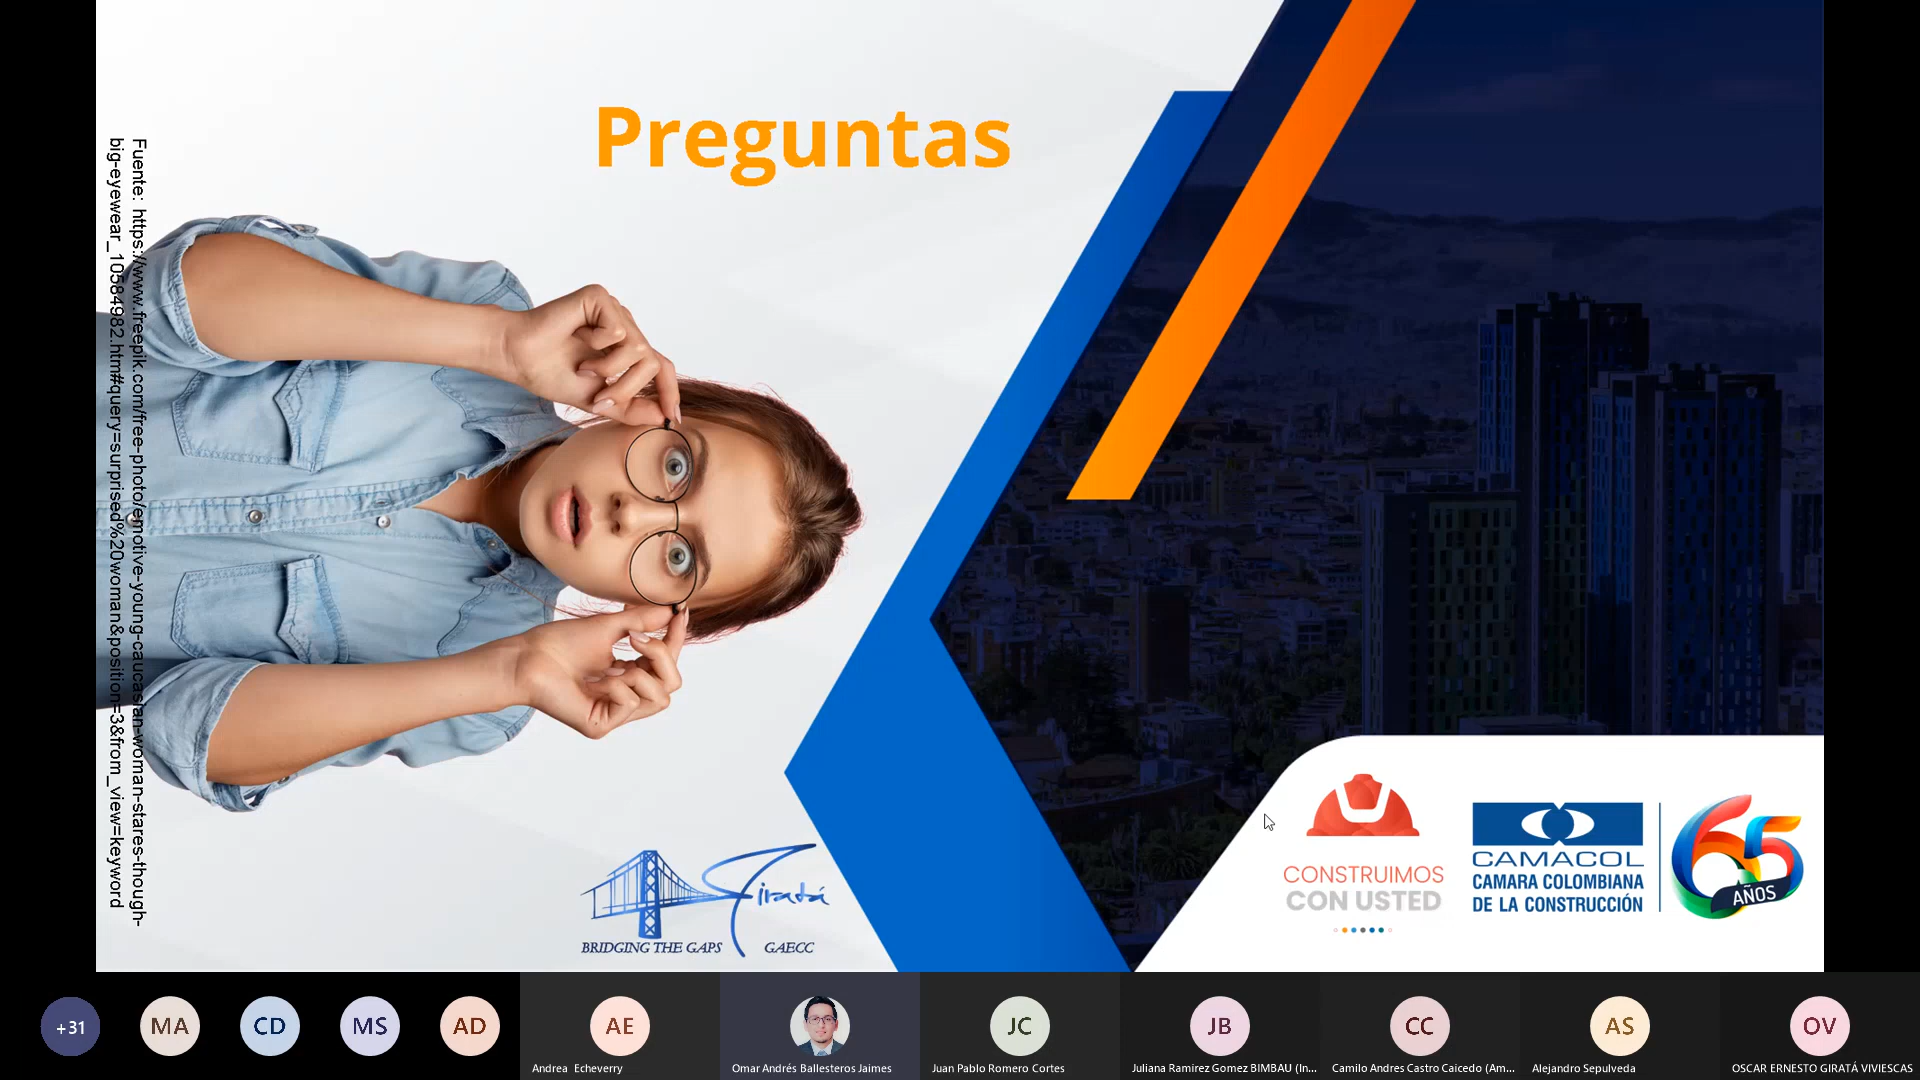 Preguntas
Fuente: https://www.freepik.com/free-photo/emotive-young-caucasian-woman-stares-though-
big-eyewear_10584982.htm#query=surprised%20woman&position=3&from_view=keyword
Giratá
BRIDGING THE GAPS GAECC
CONSTRUIMOS
CON USTED
CAMACOL
CAMARA COLOMBIANA
DE LA CONSTRUCCIÓN
65
AÑOS
+31
MA
CD
MS
AD
AE
JC
JB
CC
AS
OV
Andrea Echeverry
Omar Andrés Ballesteros Jaimes
Juan Pablo Romero Cortes
Juliana Ramirez Gomez BIMBAU (In...
Camilo Andres Castro Caicedo (Am...
Alejandro Sepulveda
OSCAR ERNESTO GIRATÁ VIVIESCAS